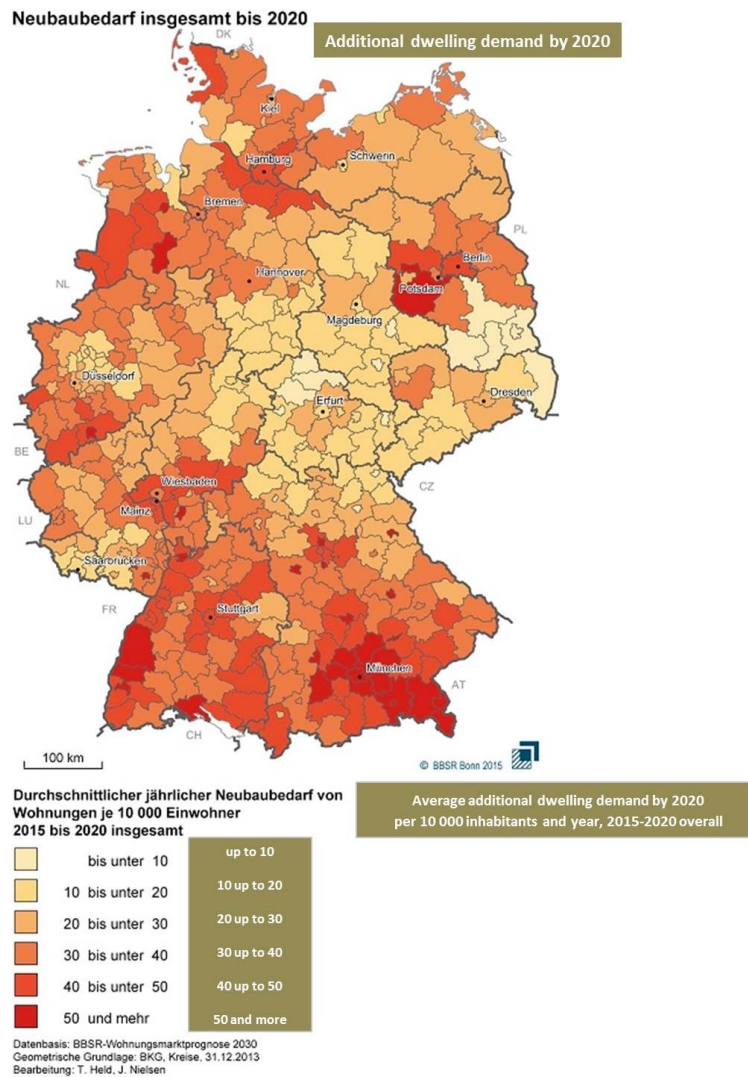 Neubaubedarf insgesamt bis 2020
Additional dwelling demand by 2020
DK
Kiel
Hamburg
Schwerin
Bremen
PL
Berlin
NL
Hannover
Potsdam
Magdeburg
Düsseldorf
Erfurt
Dresden
BE
Wiesbaden
CZ
LU
Mainz
Saarbrücken
FR
Stuttgart
München
AT
CH
100 km
© BBSR Bonn 2015
Durchschnittlicher jährlicher Neubaubedarf von
Wohnungen je 10 000 Einwohner
2015 bis 2020 insgesamt
Average additional dwelling demand by 2020
per 10 000 inhabitants and year, 2015-2020 overall
bis unter 10 up to 10
10 bis unter 20 10 up to 20
20 bis unter 30 20 up to 30
30 bis unter 40 30 up to 40
40 bis unter 50 40 up to 50
50 und mehr 50 and more
Datenbasis: BBSR-Wohnungsmarktprognose 2030
Geometrische Grundlage: BKG, Kreise, 31.12.2013
Bearbeitung: T. Held, J. Nielsen